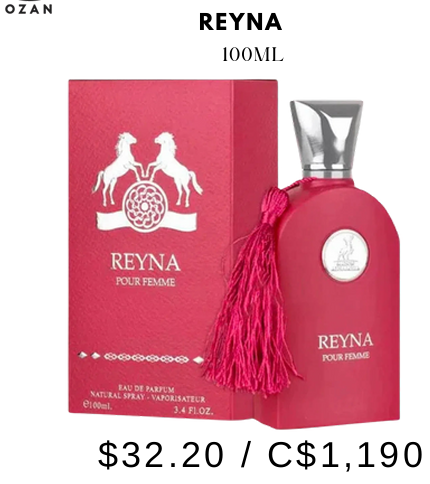 OZAN
REYNA
100ML
REYNA
POUR FEMME
EAU DE PARFUM
NATURAL SPRAY - VAPORISATEUR
℮100ml. 3.4 Fl.OZ.
REYNA
POUR FEMME
$32.20 / C$1,190